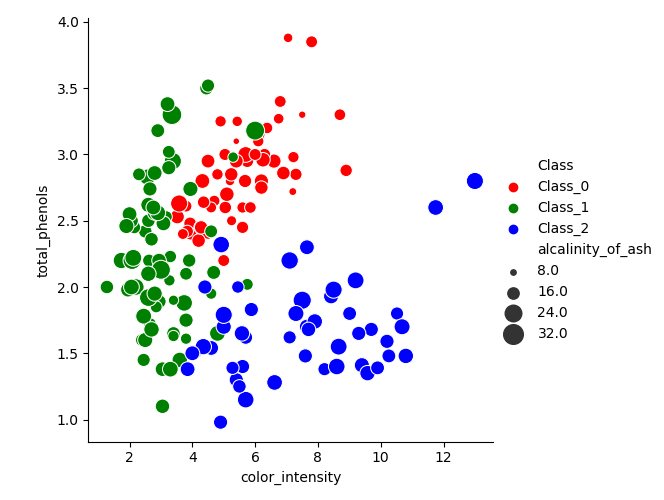 4.0
3.5
3.0
2.5
2.0
1.5
1.0
total_phenols
2
4
6
8
10
12
color_intensity
Class
Class_0
Class_1
Class_2
alcalinity_of_ash
8.0
16.0
24.0
32.0